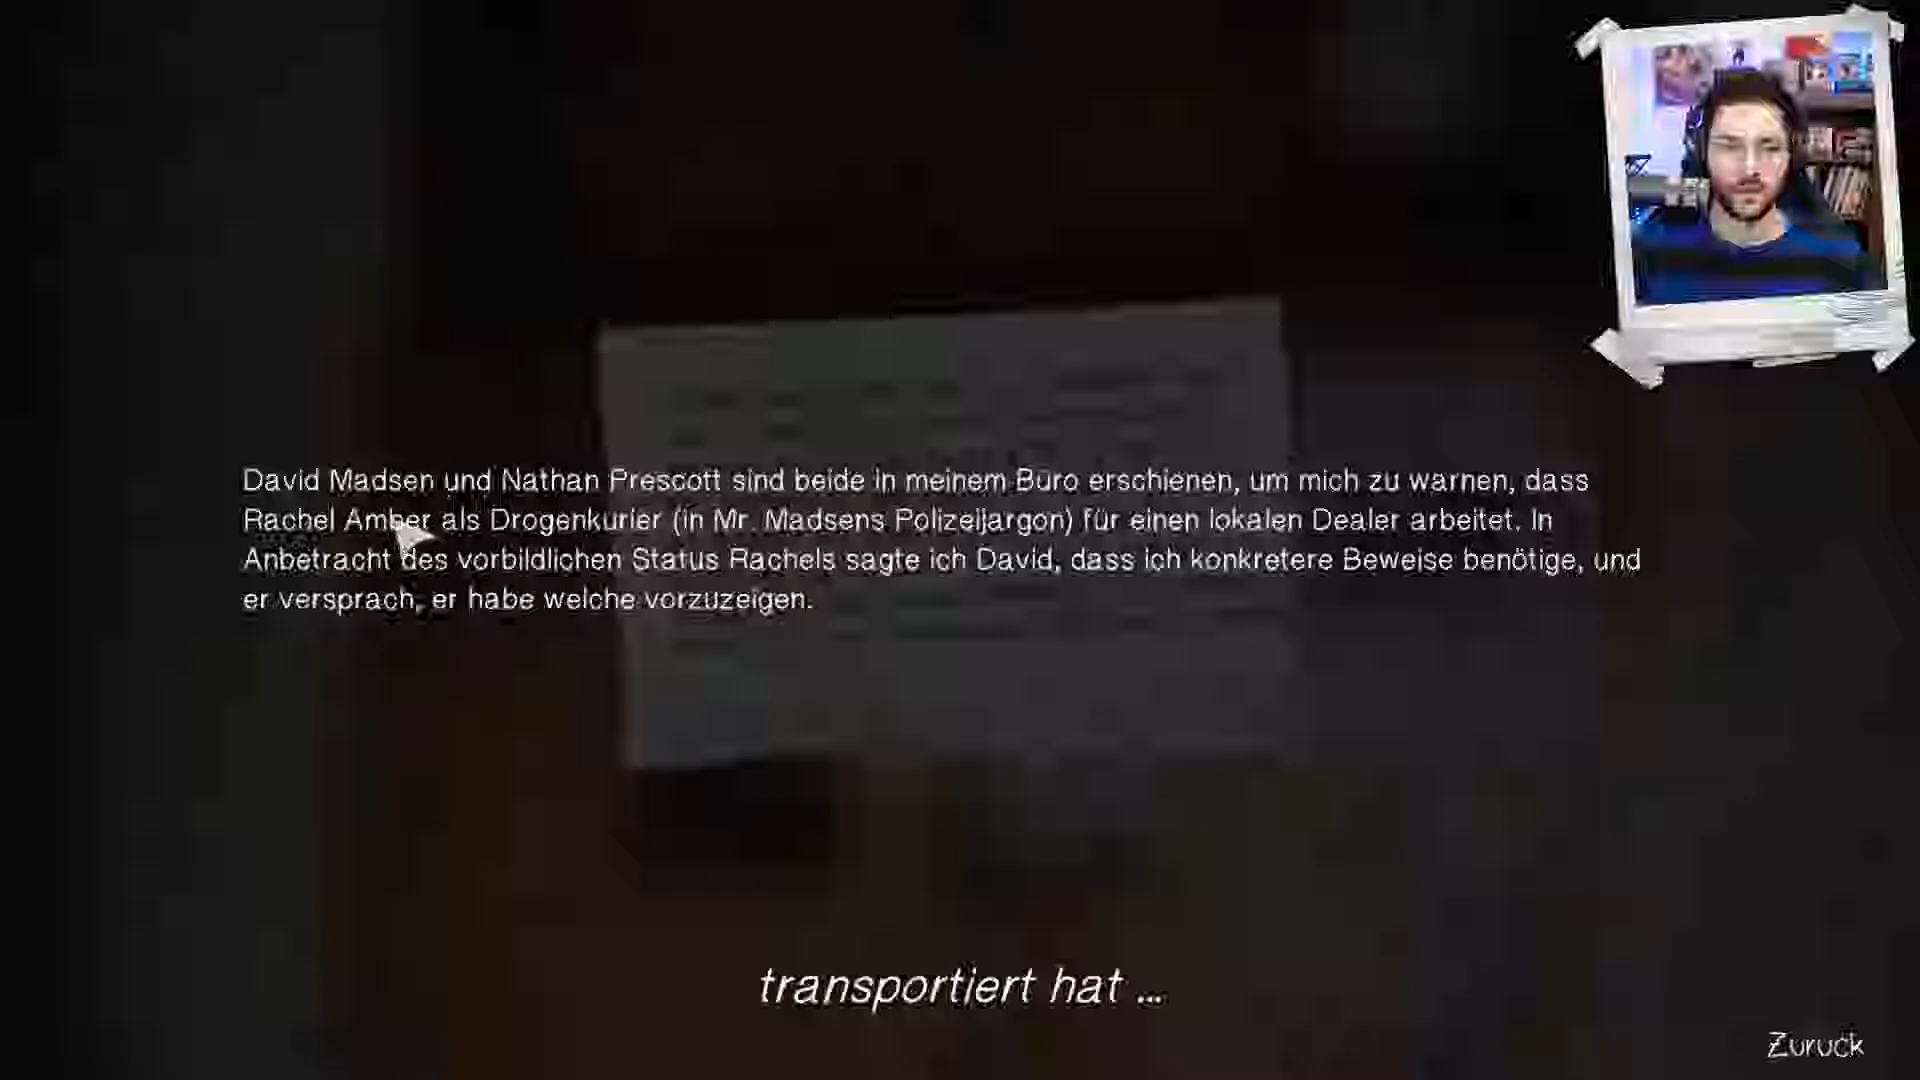 David Madsen und Nathan Prescott sind beide in meinem Büro erschienen, um mich zu warnen, dass
Rachel Amber als Drogenkurier (in Mr. Madsens Polizeijargon) für einen lokalen Dealer arbeitet. In
Anbetracht des vorbildlichen Status Rachels sagte ich David, dass ich konkretere Beweise benötige, und
er versprach, er habe welche vorzuzeigen.
transportiert hat ...
Zurück